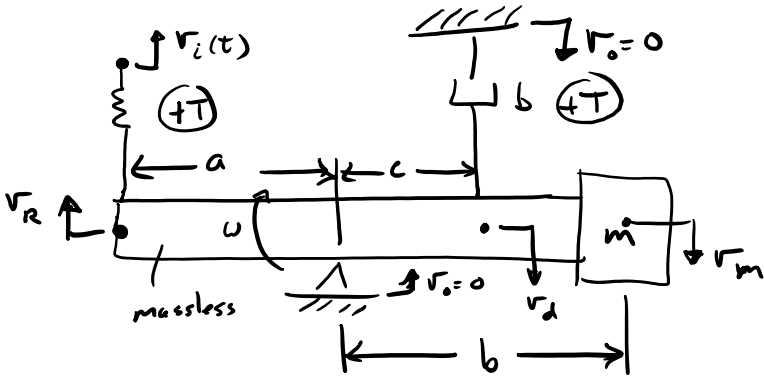 v_i(t)
+T
v_o = 0
b
+T
a
c
v_R
ω
m
v_m
massless
v_o = 0
v_d
b